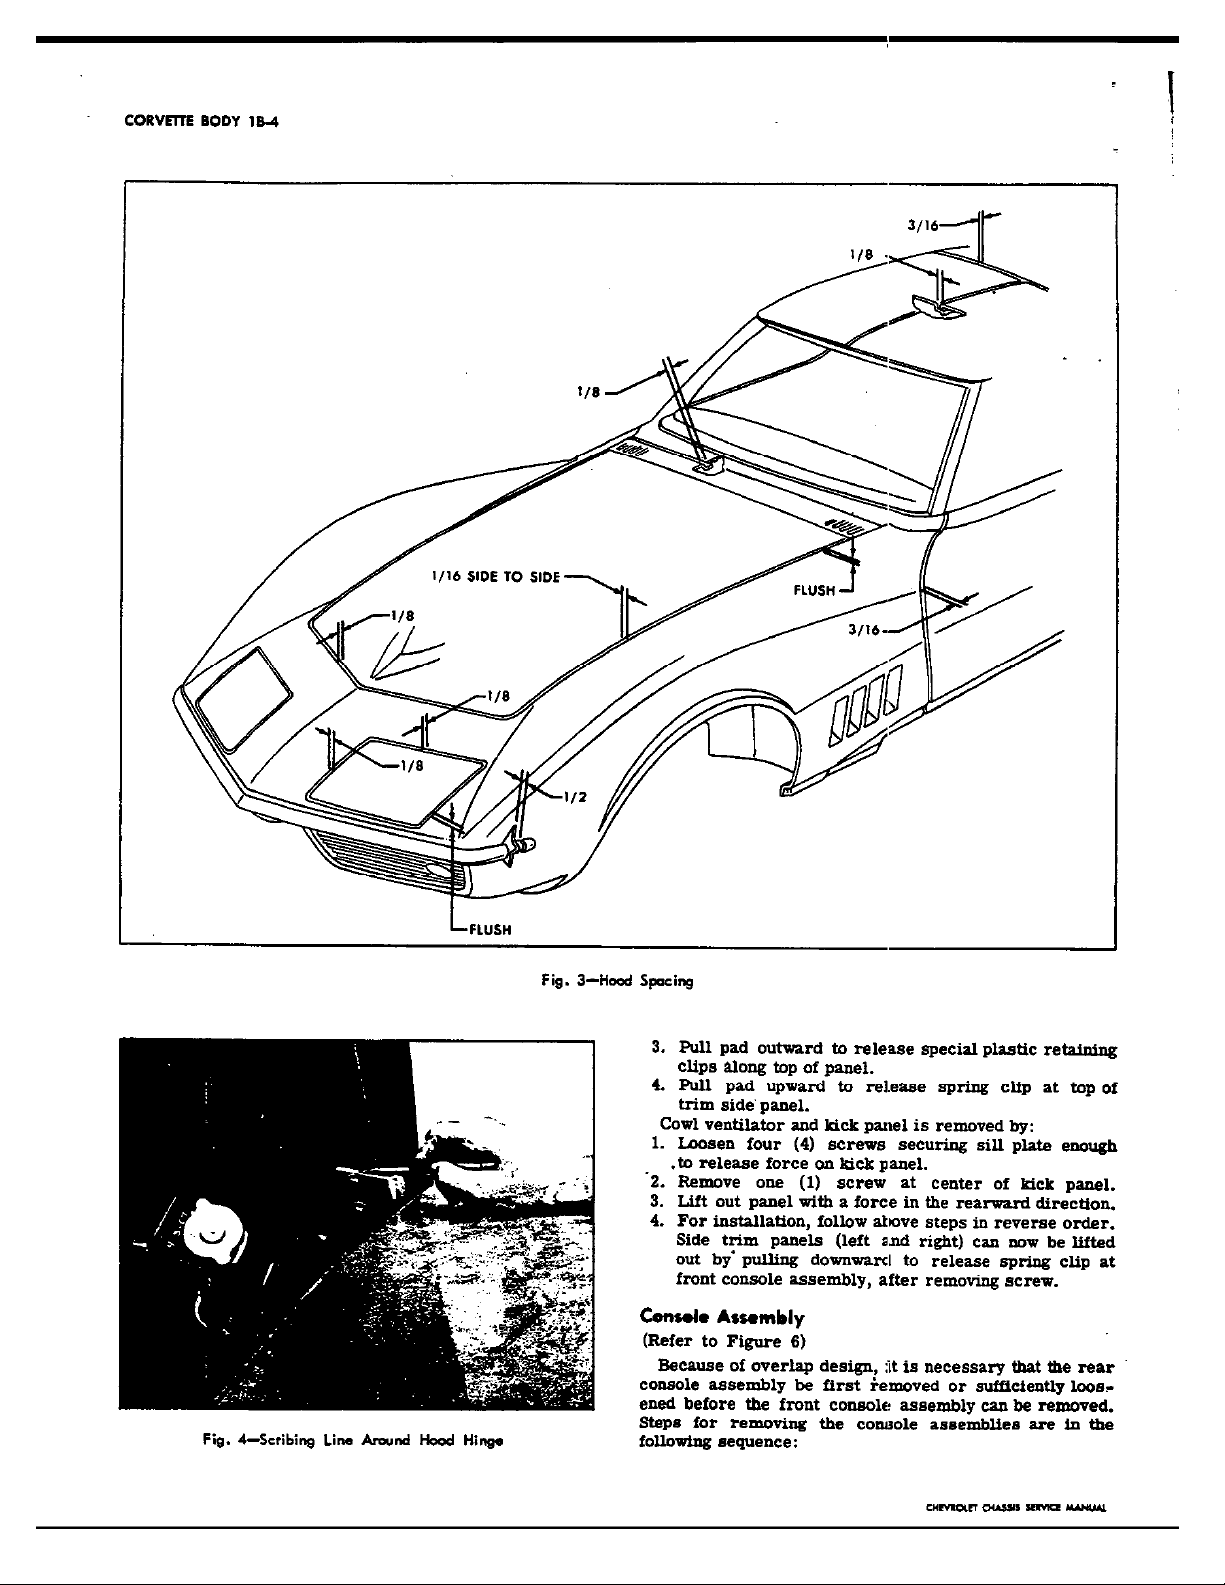 CORVETTE BODY 1B-4
3/16
1/8
1/8
1/16 SIDE TO SIDE
FLUSH
1/8
3/16
1/8
1/8
1/2
FLUSH
Fig. 3—Hood Spacing
Fig. 4—Scribing Line Around Hood Hinge
3. Pull pad outward to release special plastic retaining
clips along top of panel.
4. Pull pad upward to release spring clip at top of
trim side panel.
Cowl ventilator and kick panel is removed by:
1. Loosen four (4) screws securing sill plate enough
to release force on kick panel.
2. Remove one (1) screw at center of kick panel.
3. Lift out panel with a force in the rearward direction.
4. For installation, follow above steps in reverse order.
Side trim panels (left and right) can now be lifted
out by pulling downward to release spring clip at
front console assembly, after removing screw.
Console Assembly
(Refer to Figure 6)
Because of overlap design, it is necessary that the rear
console assembly be first removed or sufficiently loos-
ened before the front console assembly can be removed.
Steps for removing the console assemblies are in the
following sequence:
CHEVROLET CHASSIS SERVICE MANUAL